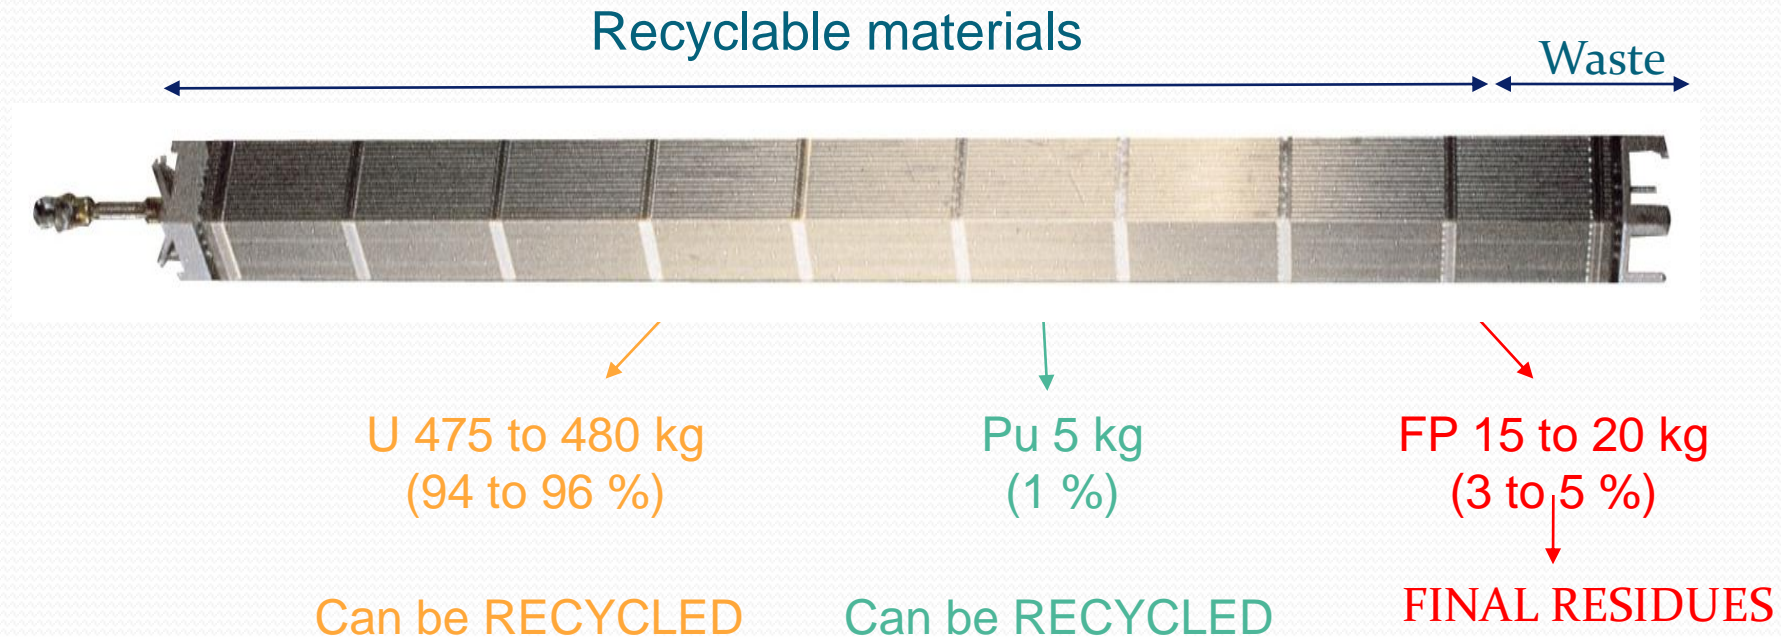 Recyclable materials
Waste
U 475 to 480 kg
(94 to 96 %)
Pu 5 kg
(1 %)
FP 15 to 20 kg
(3 to 5 %)
Can be RECYCLED
Can be RECYCLED
FINAL RESIDUES